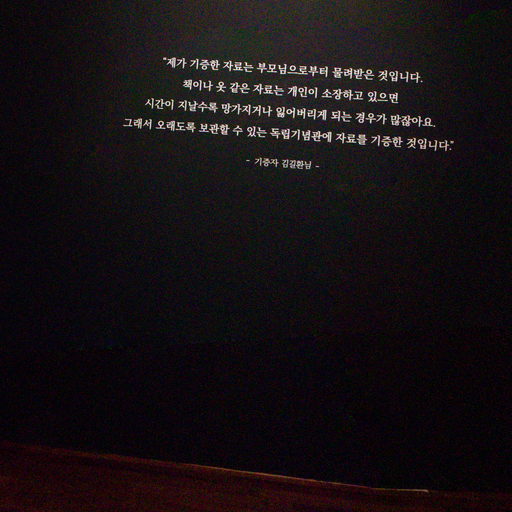 "제가 기증한 자료는 부모님으로부터 물려받은 것입니다.
책이나 옷 같은 자료는 개인이 소장하고 있으면
시간이 지날수록 망가지거나 잃어버리게 되는 경우가 많잖아요.
그래서 오래도록 보관할 수 있는 독립기념관에 자료를 기증한 것입니다."
- 기증자 김길환님 -